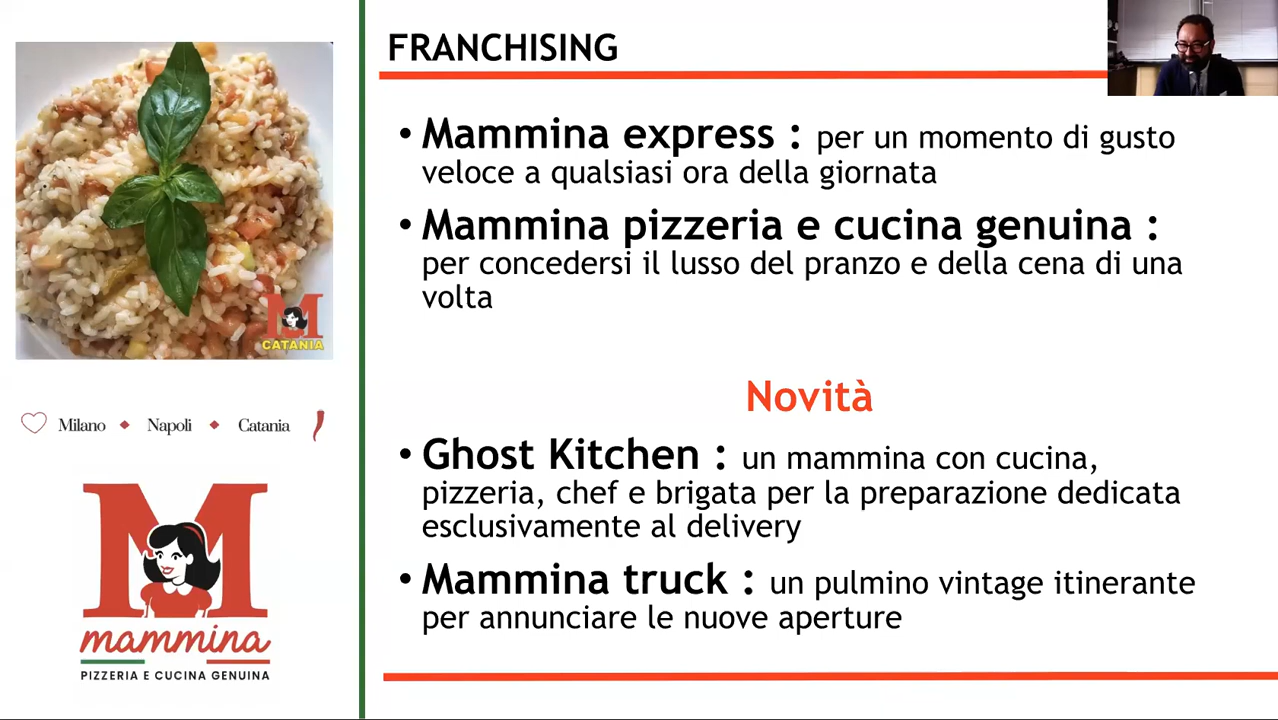 FRANCHISING
• Mammina express : per un momento di gusto
veloce a qualsiasi ora della giornata
• Mammina pizzeria e cucina genuina :
per concedersi il lusso del pranzo e della cena di una
volta
Novità
• Ghost Kitchen : un mammina con cucina,
pizzeria, chef e brigata per la preparazione dedicata
esclusivamente al delivery
• Mammina truck : un pulmino vintage itinerante
per annunciare le nuove aperture
M
CATANIA
Milano ◆ Napoli ◆ Catania
M
mammina
PIZZERIA E CUCINA GENUINA